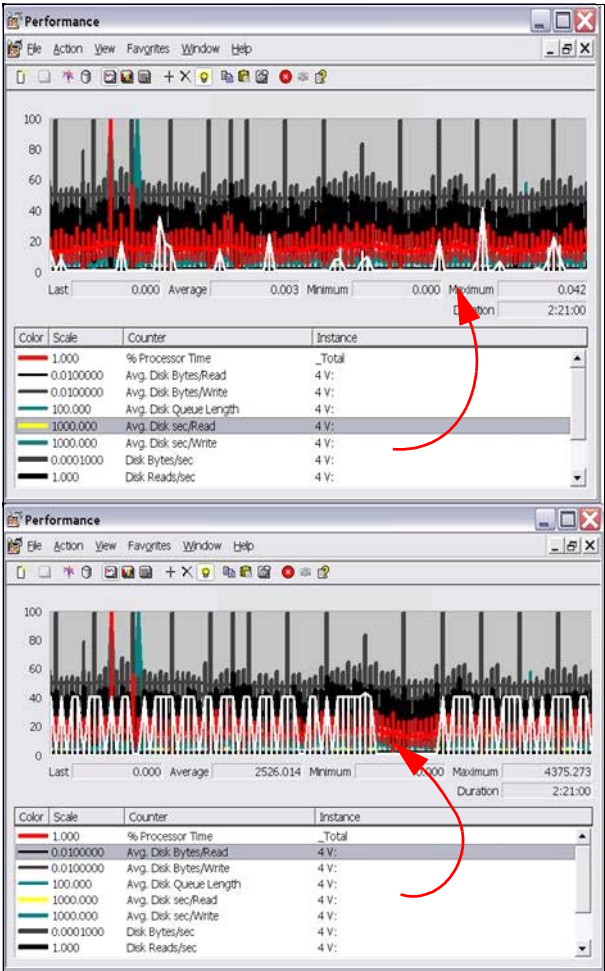 Performance
File Action View Favorites Window Help
100
80
60
40
20
0
Last 0.000 Average 0.003 Minimum 0.000 Maximum 0.042
Duration 2:21:00
Color Scale Counter Instance
1.000 % Processor Time _Total
0.0100000 Avg. Disk Bytes/Read 4 V:
0.0100000 Avg. Disk Bytes/Write 4 V:
100.000 Avg. Disk Queue Length 4 V:
1000.000 Avg. Disk sec/Read 4 V:
1000.000 Avg. Disk sec/Write 4 V:
0.0001000 Disk Bytes/sec 4 V:
1.000 Disk Reads/sec 4 V:
Performance
File Action View Favorites Window Help
100
80
60
40
20
0
Last 0.000 Average 2526.014 Minimum 0.000 Maximum 4375.273
Duration 2:21:00
Color Scale Counter Instance
1.000 % Processor Time _Total
0.0100000 Avg. Disk Bytes/Read 4 V:
0.0100000 Avg. Disk Bytes/Write 4 V:
100.000 Avg. Disk Queue Length 4 V:
1000.000 Avg. Disk sec/Read 4 V:
1000.000 Avg. Disk sec/Write 4 V:
0.0001000 Disk Bytes/sec 4 V:
1.000 Disk Reads/sec 4 V: